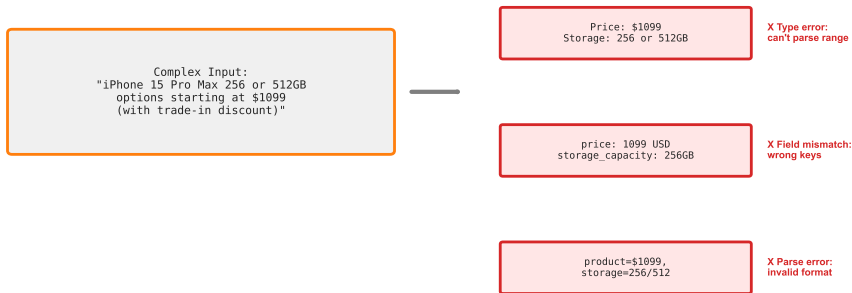 Complex Input:
"iPhone 15 Pro Max 256 or 512GB
options starting at $1099
(with trade-in discount)"
Price: $1099
Storage: 256 or 512GB
X Type error:
can't parse range
price: 1099 USD
storage_capacity: 256GB
X Field mismatch:
wrong keys
product=$1099,
storage=256/512
X Parse error:
invalid format